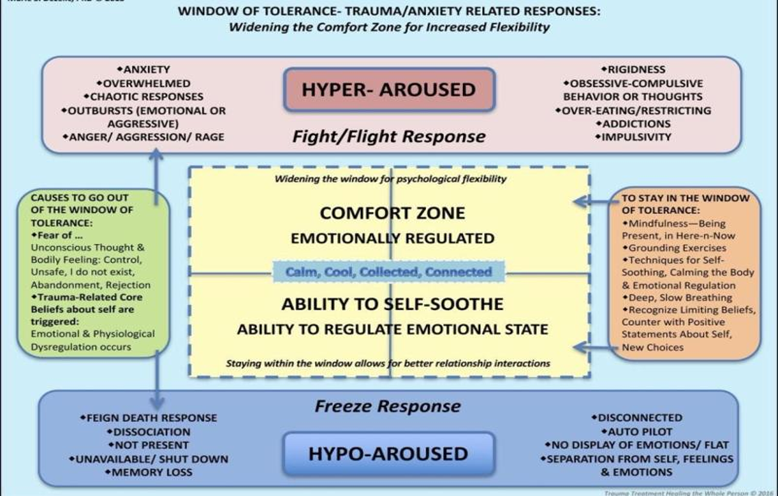 WINDOW OF TOLERANCE- TRAUMA/ANXIETY RELATED RESPONSES:
Widening the Comfort Zone for Increased Flexibility
◆ANXIETY
◆OVERWHELMED
◆CHAOTIC RESPONSES
◆OUTBURSTS (EMOTIONAL OR
AGGRESSIVE)
◆ANGER/ AGGRESSION/ RAGE
HYPER- AROUSED
Fight/Flight Response
◆RIGIDNESS
◆OBSESSIVE-COMPULSIVE
BEHAVIOR OR THOUGHTS
◆OVER-EATING/RESTRICTING
◆ADDICTIONS
◆IMPULSIVITY
CAUSES TO GO OUT
OF THE WINDOW OF
TOLERANCE:
◆Fear of …
Unconscious Thought &
Bodily Feeling: Control,
Unsafe, I do not exist,
Abandonment, Rejection
◆Trauma-Related Core
Beliefs about self are
triggered:
Emotional & Physiological
Dysregulation occurs
Widening the window for psychological flexibility
COMFORT ZONE
EMOTIONALLY REGULATED
Calm, Cool, Collected, Connected
ABILITY TO SELF-SOOTHE
ABILITY TO REGULATE EMOTIONAL STATE
Staying within the window allows for better relationship interactions
TO STAY IN THE WINDOW
OF TOLERANCE:
◆Mindfulness—Being
Present, in Here-n-Now
◆Grounding Exercises
◆Techniques for Self-
Soothing, Calming the Body
& Emotional Regulation
◆Deep, Slow Breathing
◆Recognize Limiting Beliefs,
Counter with Positive
Statements About Self,
New Choices
◆FEIGN DEATH RESPONSE
◆DISSOCIATION
◆NOT PRESENT
◆UNAVAILABLE/ SHUT DOWN
◆MEMORY LOSS
Freeze Response
HYPO-AROUSED
◆DISCONNECTED
◆AUTO PILOT
◆NO DISPLAY OF EMOTIONS/ FLAT
◆SEPARATION FROM SELF, FEELINGS
& EMOTIONS
Trauma Treatment Healing the Whole Person © 2016